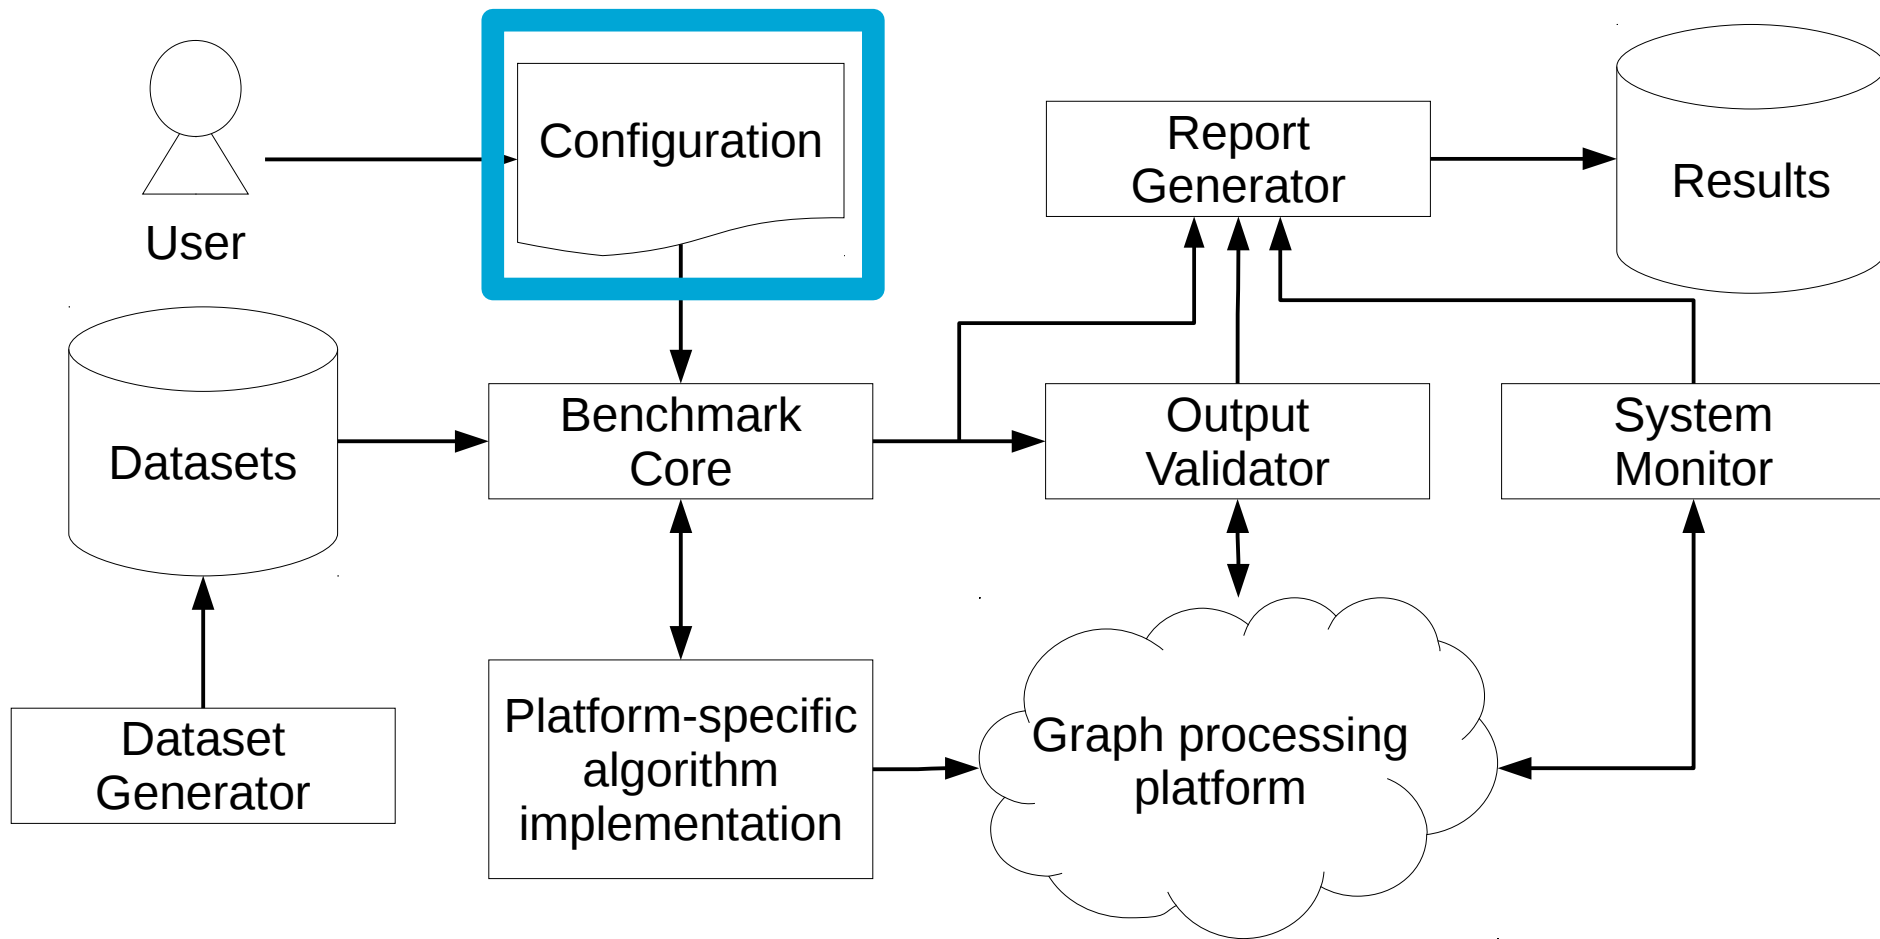 Configuration
User
Report
Generator
Results
Datasets
Benchmark
Core
Output
Validator
System
Monitor
Dataset
Generator
Platform-specific
algorithm
implementation
Graph processing
platform